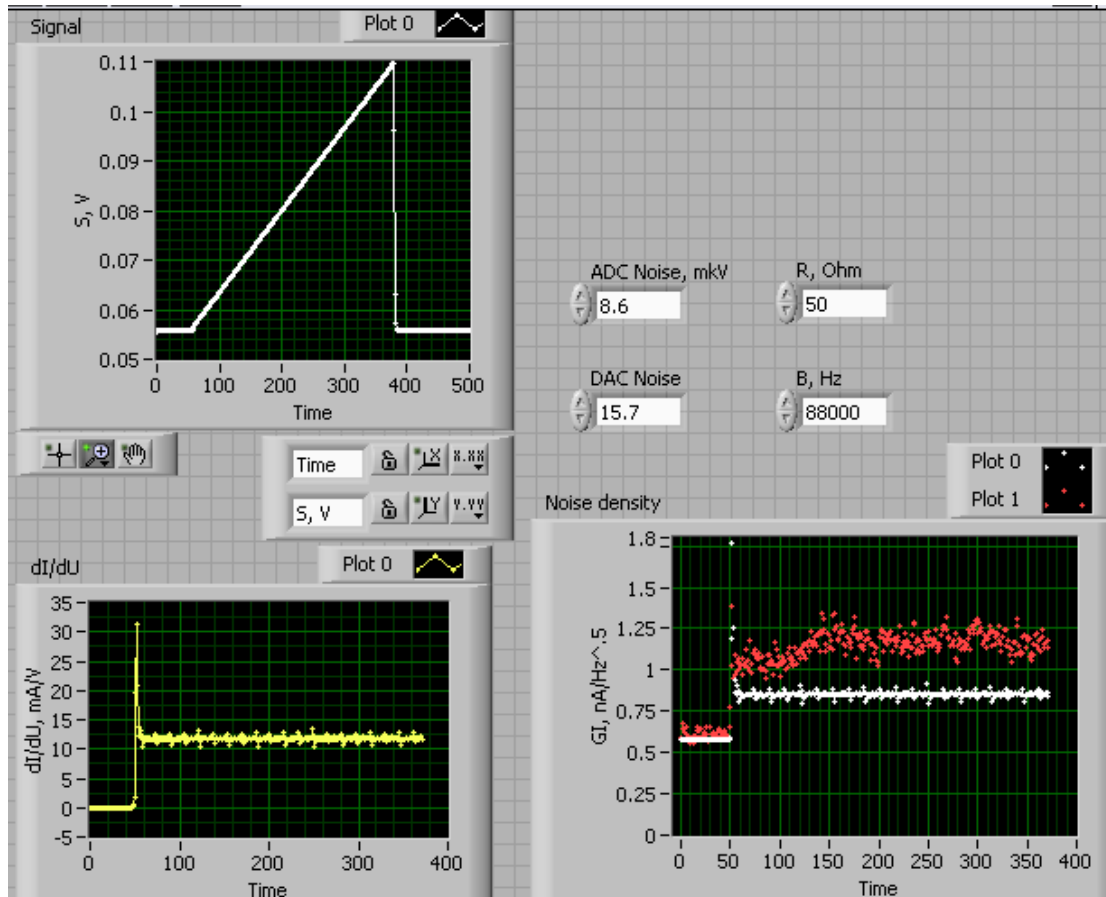 Signal
Plot 0
0.11
0.1
0.09
0.08
0.07
0.06
0.05
S, V
0 100 200 300 400 500
Time
ADC Noise, mkV
8.6
R, Ohm
50
DAC Noise
15.7
B, Hz
88000
Time
X.XX
S, V
Y.YY
dI/dU
Plot 0
35
30
25
20
15
10
5
0
-5
dI/dU, mA/V
0 100 200 300 400
Time
Noise density
Plot 0
Plot 1
1.8
1.5
1.25
1
0.75
0.5
0.25
0
GI, nA/Hz^.5
0 50 100 150 200 250 300 350 400
Time